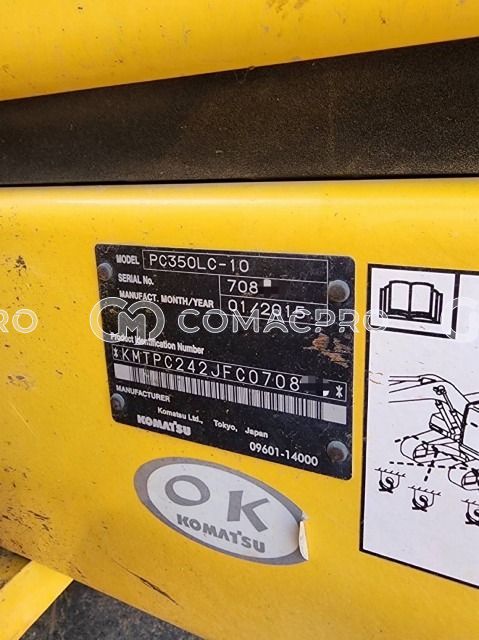 MODEL PC350LC-10
SERIAL No. 708
MANUFACT. MONTH/YEAR 01/2015
PRO COMACPRO C
Product Identification Number
*KMTPC242JFC0708 *
MANUFACTURER
Komatsu Ltd., Tokyo, Japan
KOMATSU
09601-14000
OK
KOMATSU